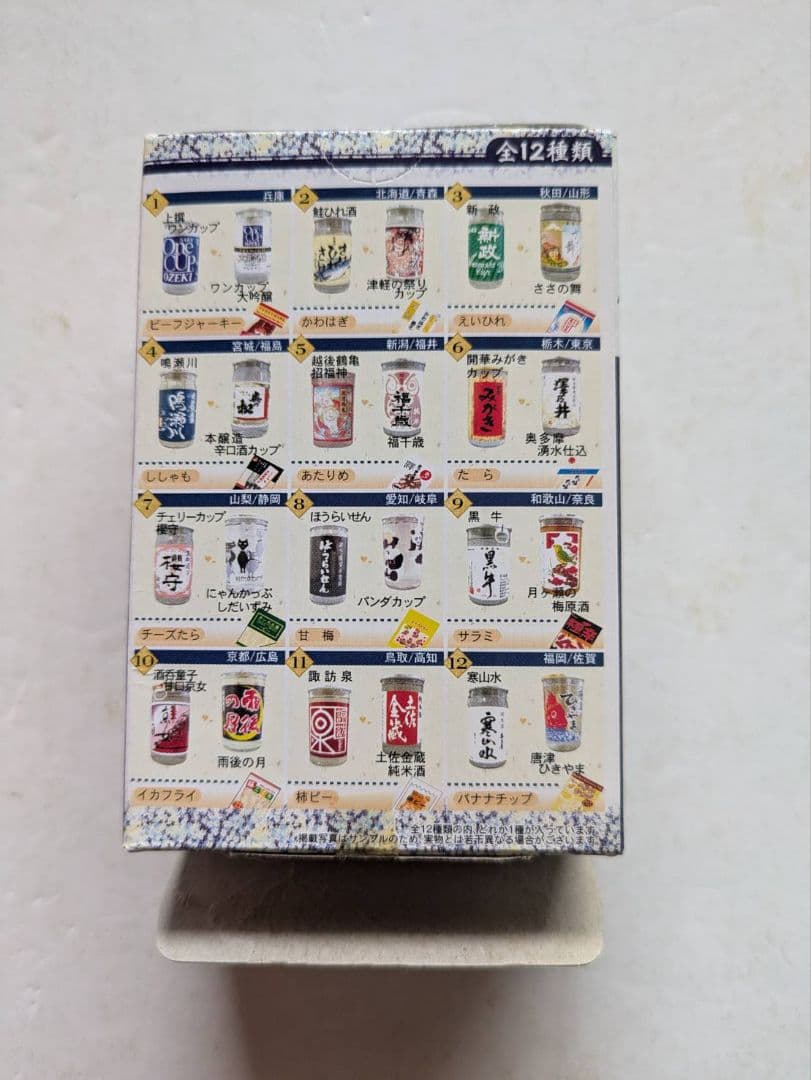 全12種類
1 兵庫
上撰
ワンカップ
One
CUP
OZEKI
ワンカップ
大吟醸
ビーフジャーキー
2 北海道/青森
鮭ひれ酒
津軽の祭り
カップ
かわはぎ
3 秋田/山形
新政
新政
ささの舞
えいひれ
4 宮城/福島
鳴瀬川
鳴瀬川
本醸造
辛口酒カップ
ししゃも
5 新潟/福井
越後鶴亀
招福神
福千歳
福千歳
あたりめ
6 栃木/東京
開華みがき
カップ
みがき
澤乃井
奥多摩
湧水仕込
たら
7 山梨/静岡
チェリーカップ
櫻守
櫻守
にゃんかっぷ
しだいずみ
チーズたら
8 愛知/岐阜
ほうらいせん
ほうらいせん
パンダカップ
甘梅
9 和歌山/奈良
黒牛
黒牛
月ヶ瀬の
梅原酒
サラミ
10 京都/広島
酒呑童子
甘口京女
雨後の月
イカフライ
11 鳥取/高知
諏訪泉
土佐
金蔵
土佐金蔵
純米酒
柿ピー
12 福岡/佐賀
寒山水
寒山水
唐津
ひきやま
バナナチップ
全12種類の内、どれか1種が入っています。
※掲載写真はサンプルのため、実物とは若干異なる場合がございます。